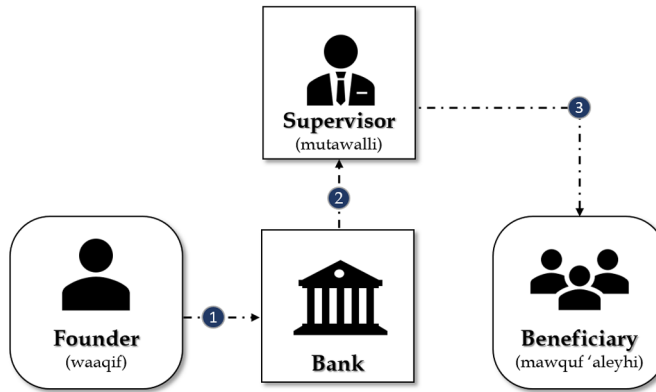 Supervisor
(mutawalli)
3
2
1
Founder
(waaqif)
Bank
Beneficiary
(mawquf ‘aleyhi)